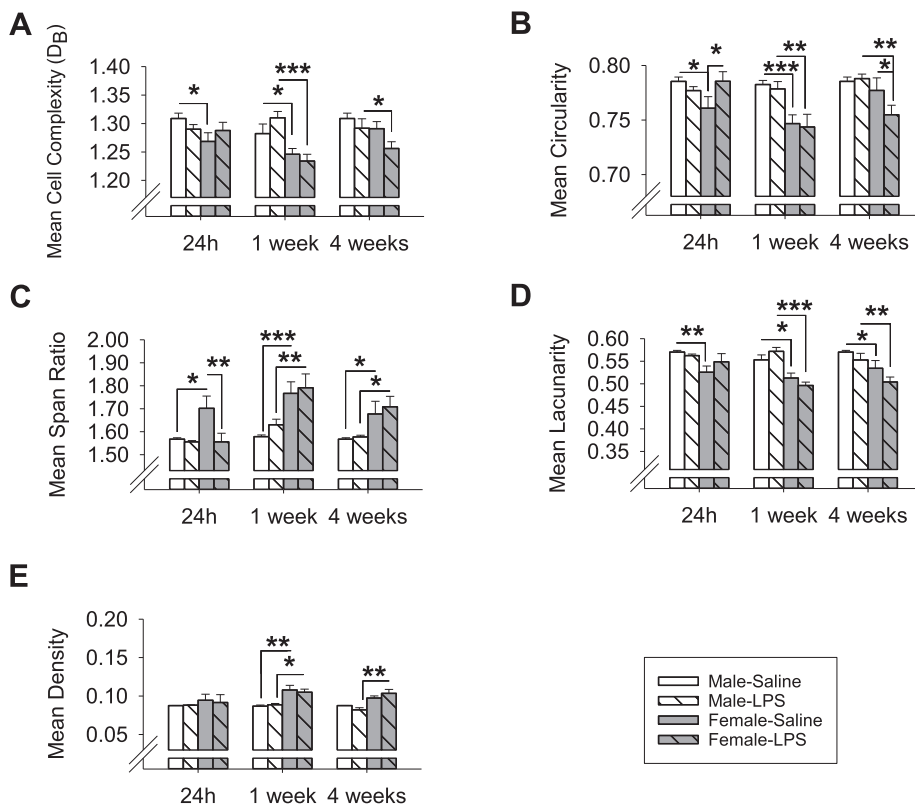 A
Mean Cell Complexity (DB)
1.40
1.30
1.25
1.20
*
***
*
*
24h
1 week
4 weeks
B
Mean Circularity
0.80
0.75
0.70
*
*
**
***
**
*
24h
1 week
4 weeks
C
Mean Span Ratio
2.00
1.90
1.80
1.70
1.60
1.50
*
**
***
**
*
*
24h
1 week
4 weeks
D
Mean Lacunarity
0.60
0.55
0.50
0.45
0.40
0.35
**
***
*
**
*
24h
1 week
4 weeks
E
Mean Density
0.20
0.15
0.10
0.05
**
*
**
24h
1 week
4 weeks
Male-Saline
Male-LPS
Female-Saline
Female-LPS